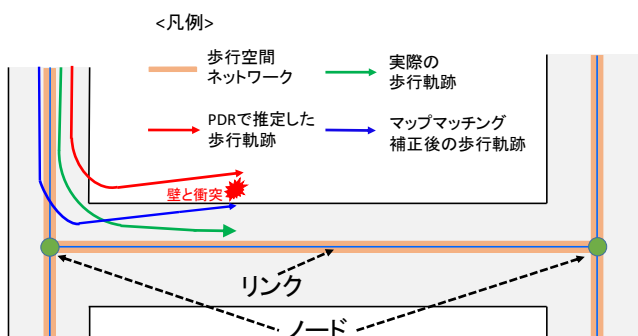 <凡例>
歩行空間
ネットワーク
実際の
歩行軌跡
PDRで推定した
歩行軌跡
マップマッチング
補正後の歩行軌跡
壁と衝突
リンク
ノード